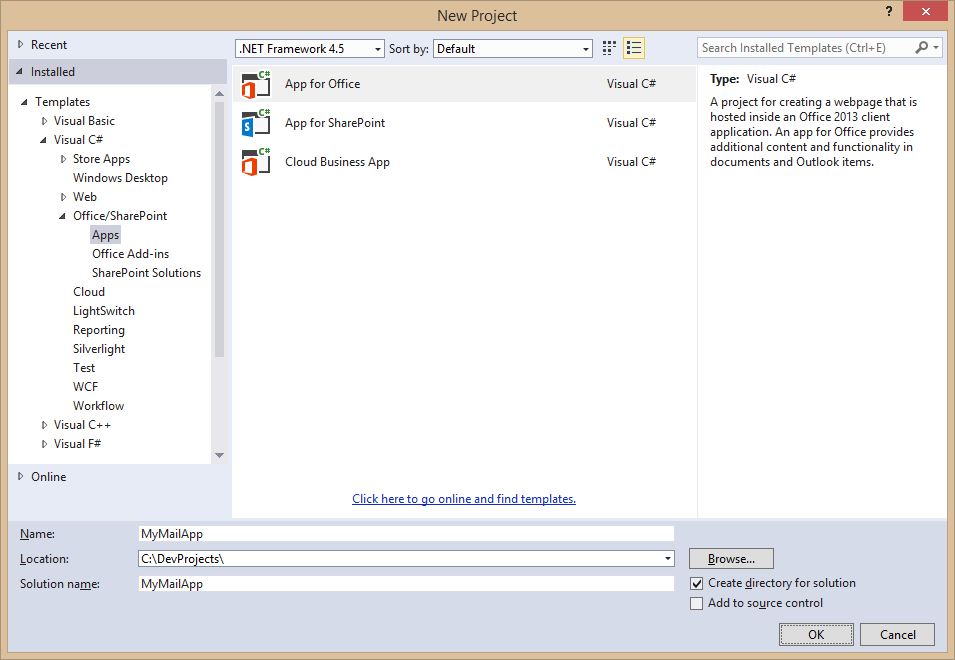 New Project
?
Recent
Installed
Templates
Visual Basic
Visual C#
Store Apps
Windows Desktop
Web
Office/SharePoint
Apps
Office Add-ins
SharePoint Solutions
Cloud
LightSwitch
Reporting
Silverlight
Test
WCF
Workflow
Visual C++
Visual F#
Online
.NET Framework 4.5 Sort by: Default
C# App for Office Visual C#
C# S App for SharePoint Visual C#
C# Cloud Business App Visual C#
Click here to go online and find templates.
Search Installed Templates (Ctrl+E)
Type: Visual C#
A project for creating a webpage that is
hosted inside an Office 2013 client
application. An app for Office provides
additional content and functionality in
documents and Outlook items.
Name: MyMailApp
Location: C:\DevProjects\
Solution name: MyMailApp
Browse...
Create directory for solution
Add to source control
OK Cancel